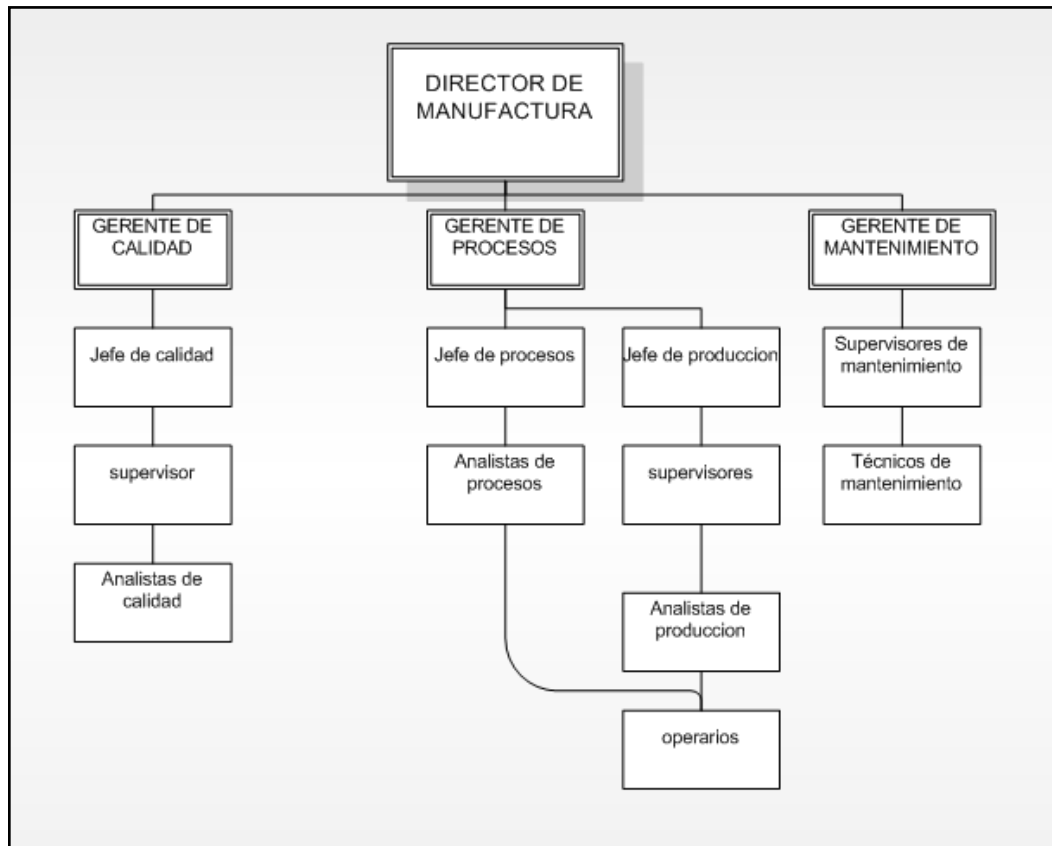 DIRECTOR DE
MANUFACTURA
GERENTE DE
CALIDAD
GERENTE DE
PROCESOS
GERENTE DE
MANTENIMIENTO
Jefe de calidad
Jefe de procesos
Jefe de produccion
Supervisores de
mantenimiento
supervisor
Analistas de
procesos
supervisores
Técnicos de
mantenimiento
Analistas de
calidad
Analistas de
produccion
operarios